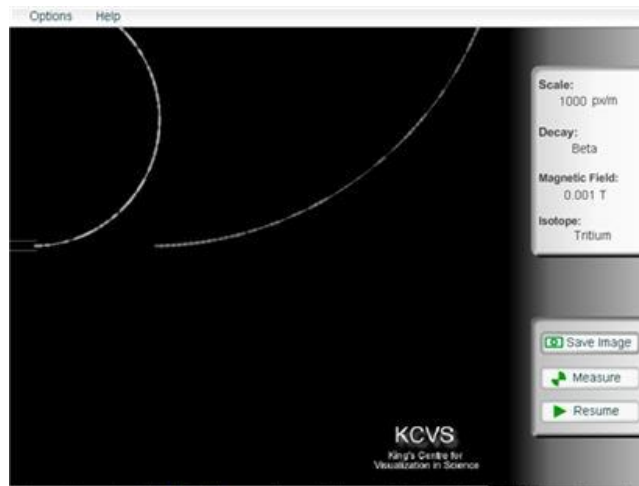 Options Help
Scale:
1000 px/m
Decay:
Beta
Magnetic Field:
0.001 T
Isotope:
Tritium
Save Image
Measure
Resume
KCVS
King's Centre for
Visualization in Science